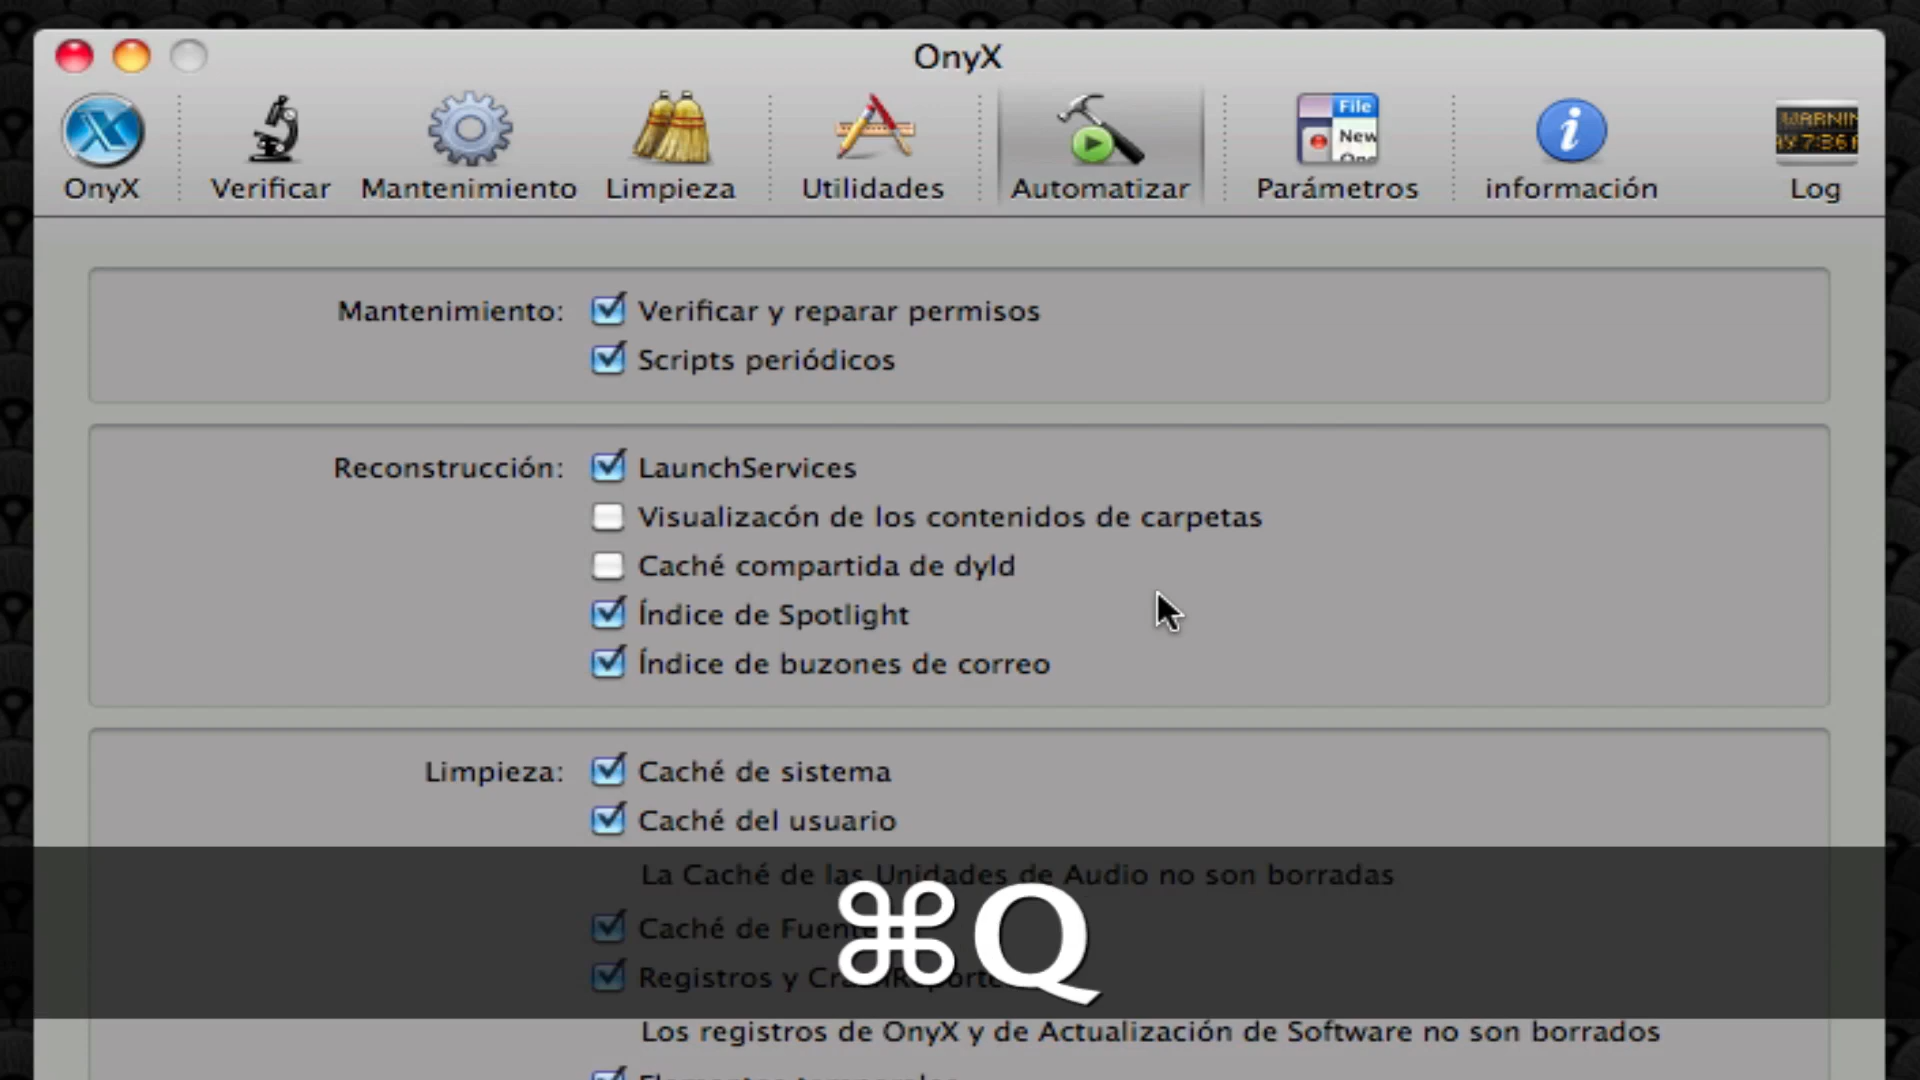 OnyX
OnyX
Verificar
Mantenimiento
Limpieza
Utilidades
Automatizar
File
New
Parámetros
información
WARNIN
7:36
Log
Mantenimiento:
Verificar y reparar permisos
Scripts periódicos
Reconstrucción:
LaunchServices
Visualizacón de los contenidos de carpetas
Caché compartida de dyld
Índice de Spotlight
Índice de buzones de correo
Limpieza:
Caché de sistema
Caché del usuario
La Caché de las Unidades de Audio no son borradas
Caché de
⌘Q
Registros y
Los registros de OnyX y de Actualización de Software no son borrados